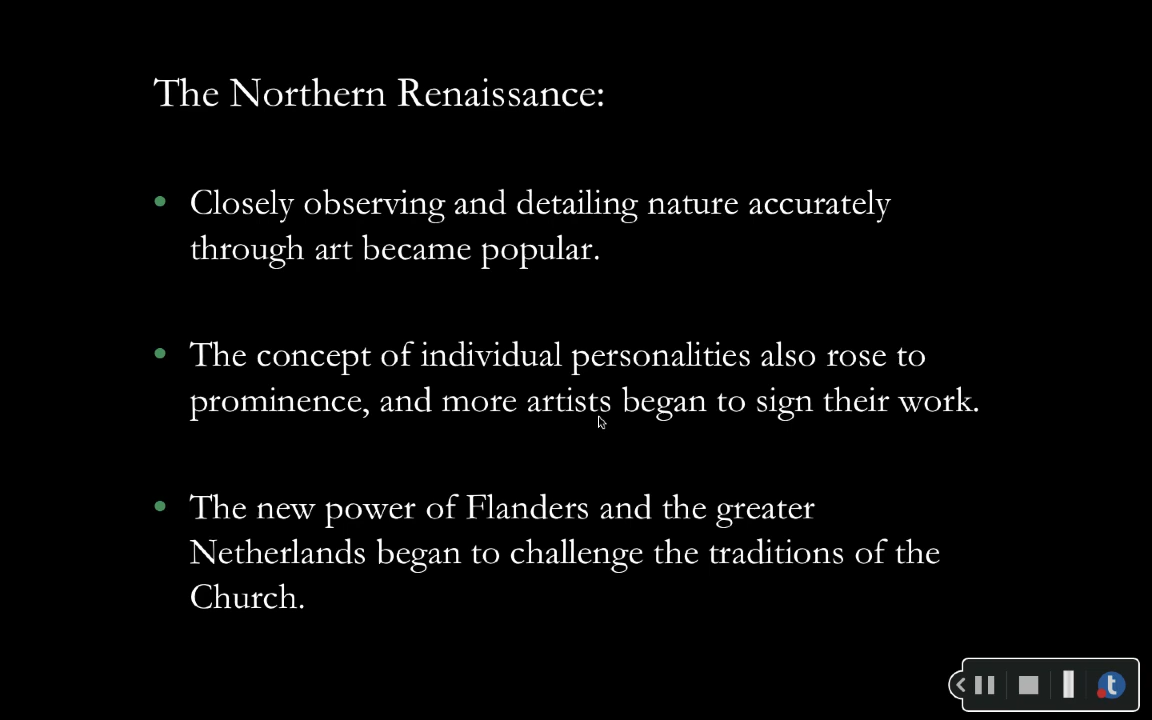 The Northern Renaissance:
• Closely observing and detailing nature accurately
through art became popular.
• The concept of individual personalities also rose to
prominence, and more artists began to sign their work.
• The new power of Flanders and the greater
Netherlands began to challenge the traditions of the
Church.
t